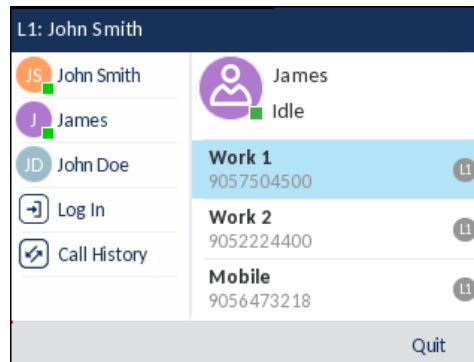 L1: John Smith
JS John Smith
J James
JD John Doe
Log In
Call History
James
Idle
Work 1
9057504500
L1
Work 2
9052224400
L1
Mobile
9056473218
L1
Quit